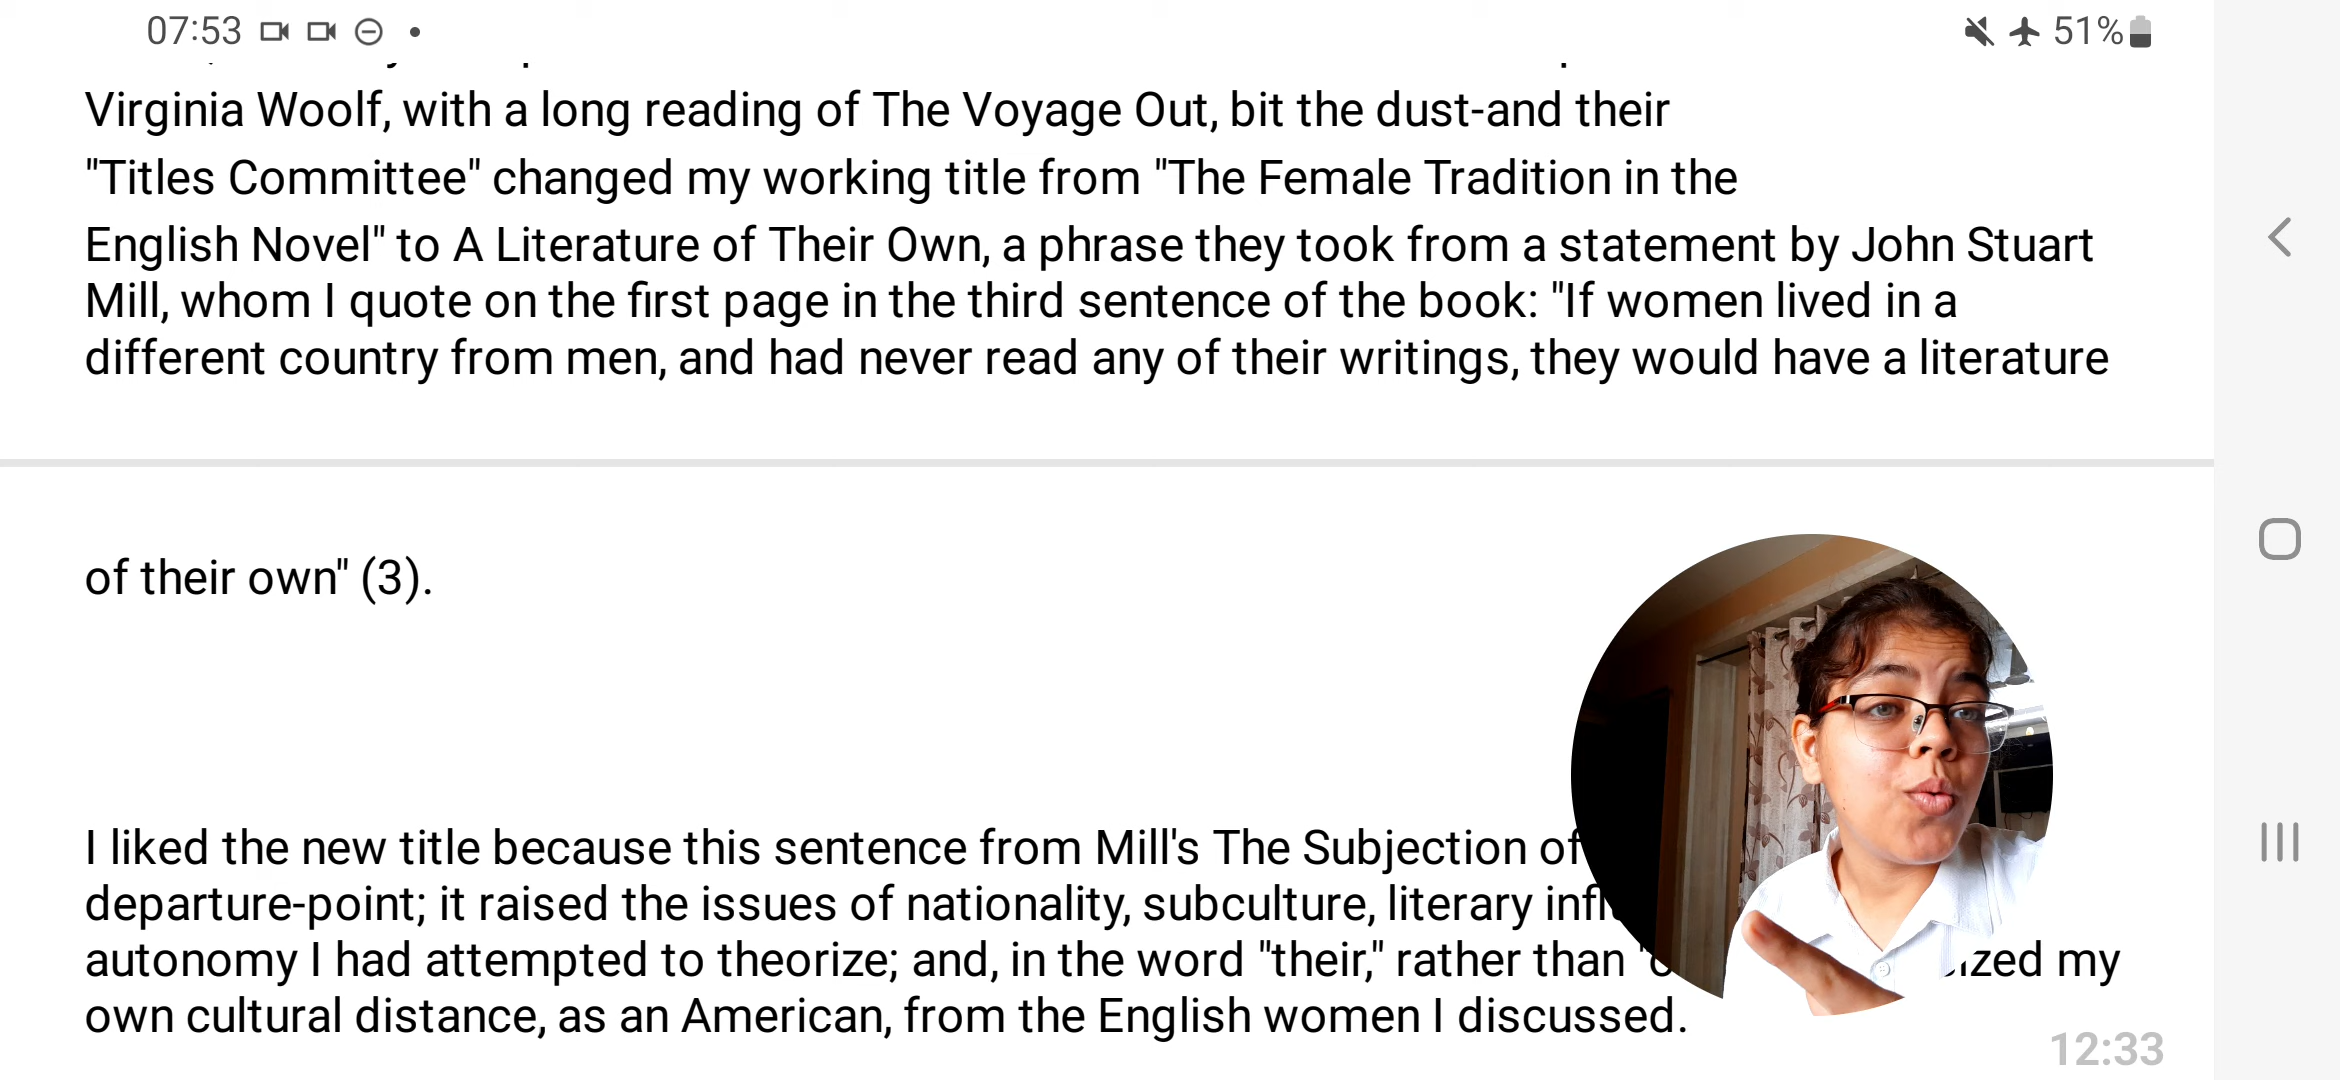 07:53
51%
Virginia Woolf, with a long reading of The Voyage Out, bit the dust-and their
"Titles Committee" changed my working title from "The Female Tradition in the
English Novel" to A Literature of Their Own, a phrase they took from a statement by John Stuart
Mill, whom I quote on the first page in the third sentence of the book: "If women lived in a
different country from men, and had never read any of their writings, they would have a literature
of their own" (3).
I liked the new title because this sentence from Mill's The Subjection of
departure-point; it raised the issues of nationality, subculture, literary
autonomy I had attempted to theorize; and, in the word "their," rather than my
own cultural distance, as an American, from the English women I discussed.
12:33